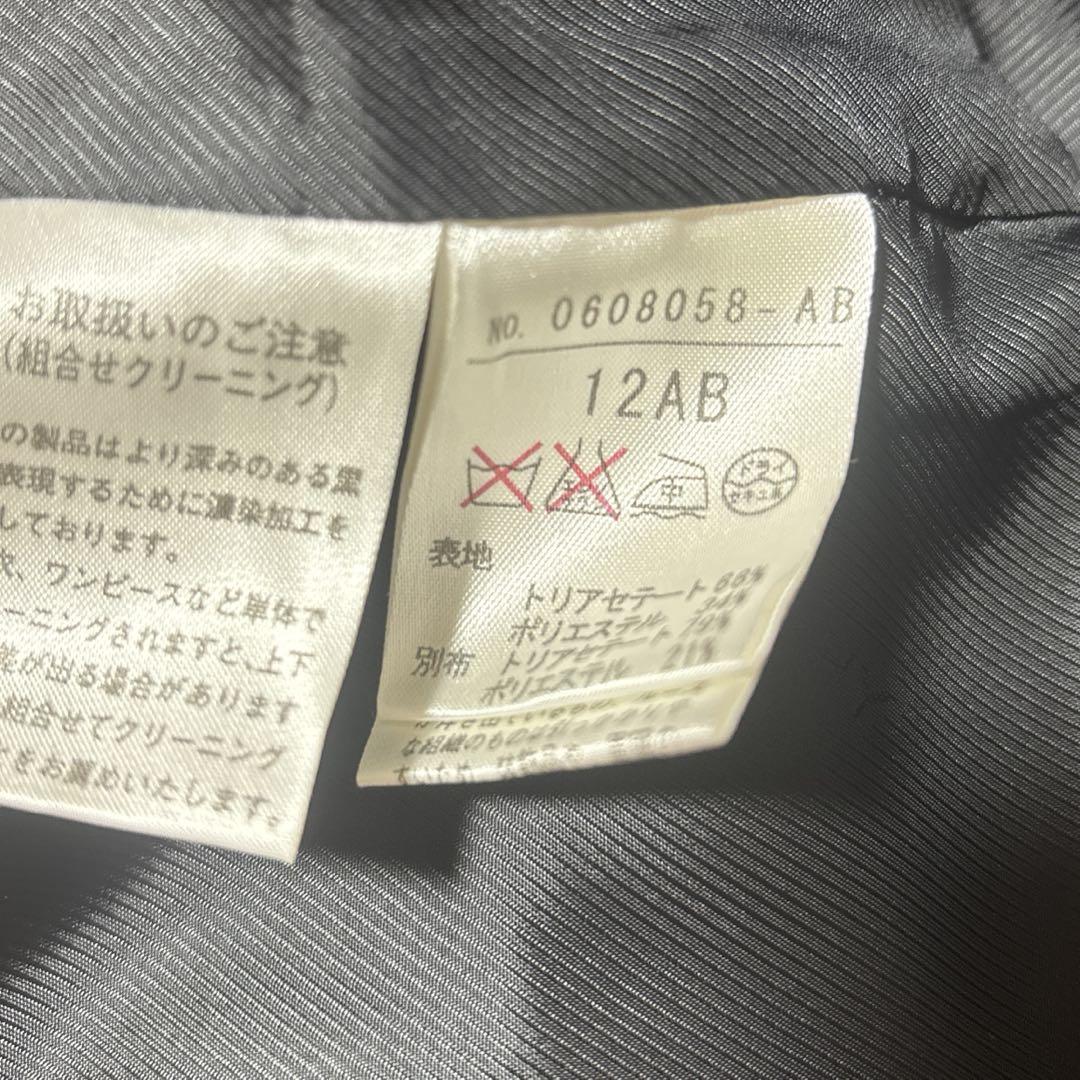 お取扱いのご注意
(組合せクリーニング)
の製品はより深みのある黒
表現するために濃染加工を
しております。
ワンピースなど単体で
ーニングされますと、上下
が出る場合があります
組合せてクリーニング
をお薦めいたします。
NO. 0608058-AB
12AB
中
ドライ
セキユ系
表地
トリアセテート 66%
ポリエステル 34%
別布 トリアセテート 79%
ポリエステル 21%
な組織のもの